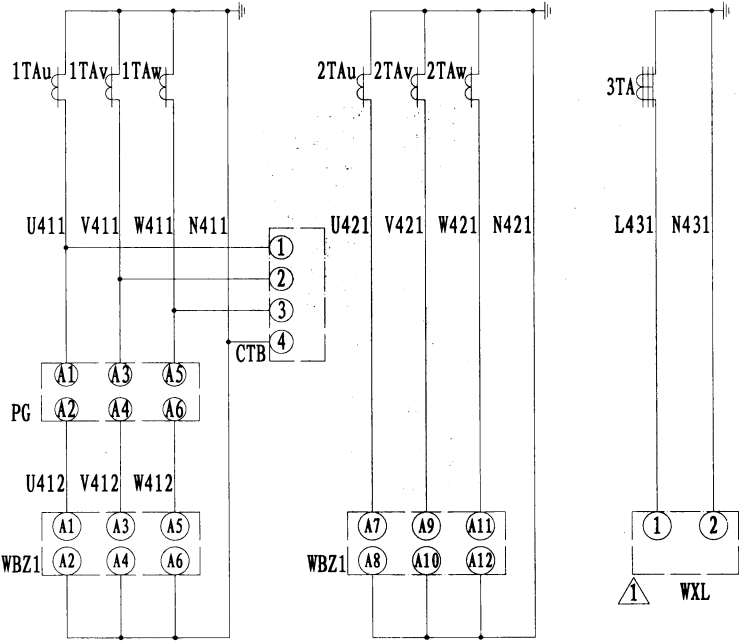 1TAu 1TAv 1TAw 2TAu 2TAv 2TAw
3TA
U411 V411 W411 N411 U421 V421 W421 N421 L431 N431
1
2
3
4
CTB
A1 A3 A5
PG A2 A4 A6
U412 V412 W412
A1 A3 A5 A7 A9 A11 1 2
WBZ1 A2 A4 A6 WBZ1 A8 A10 A12
1 WXL